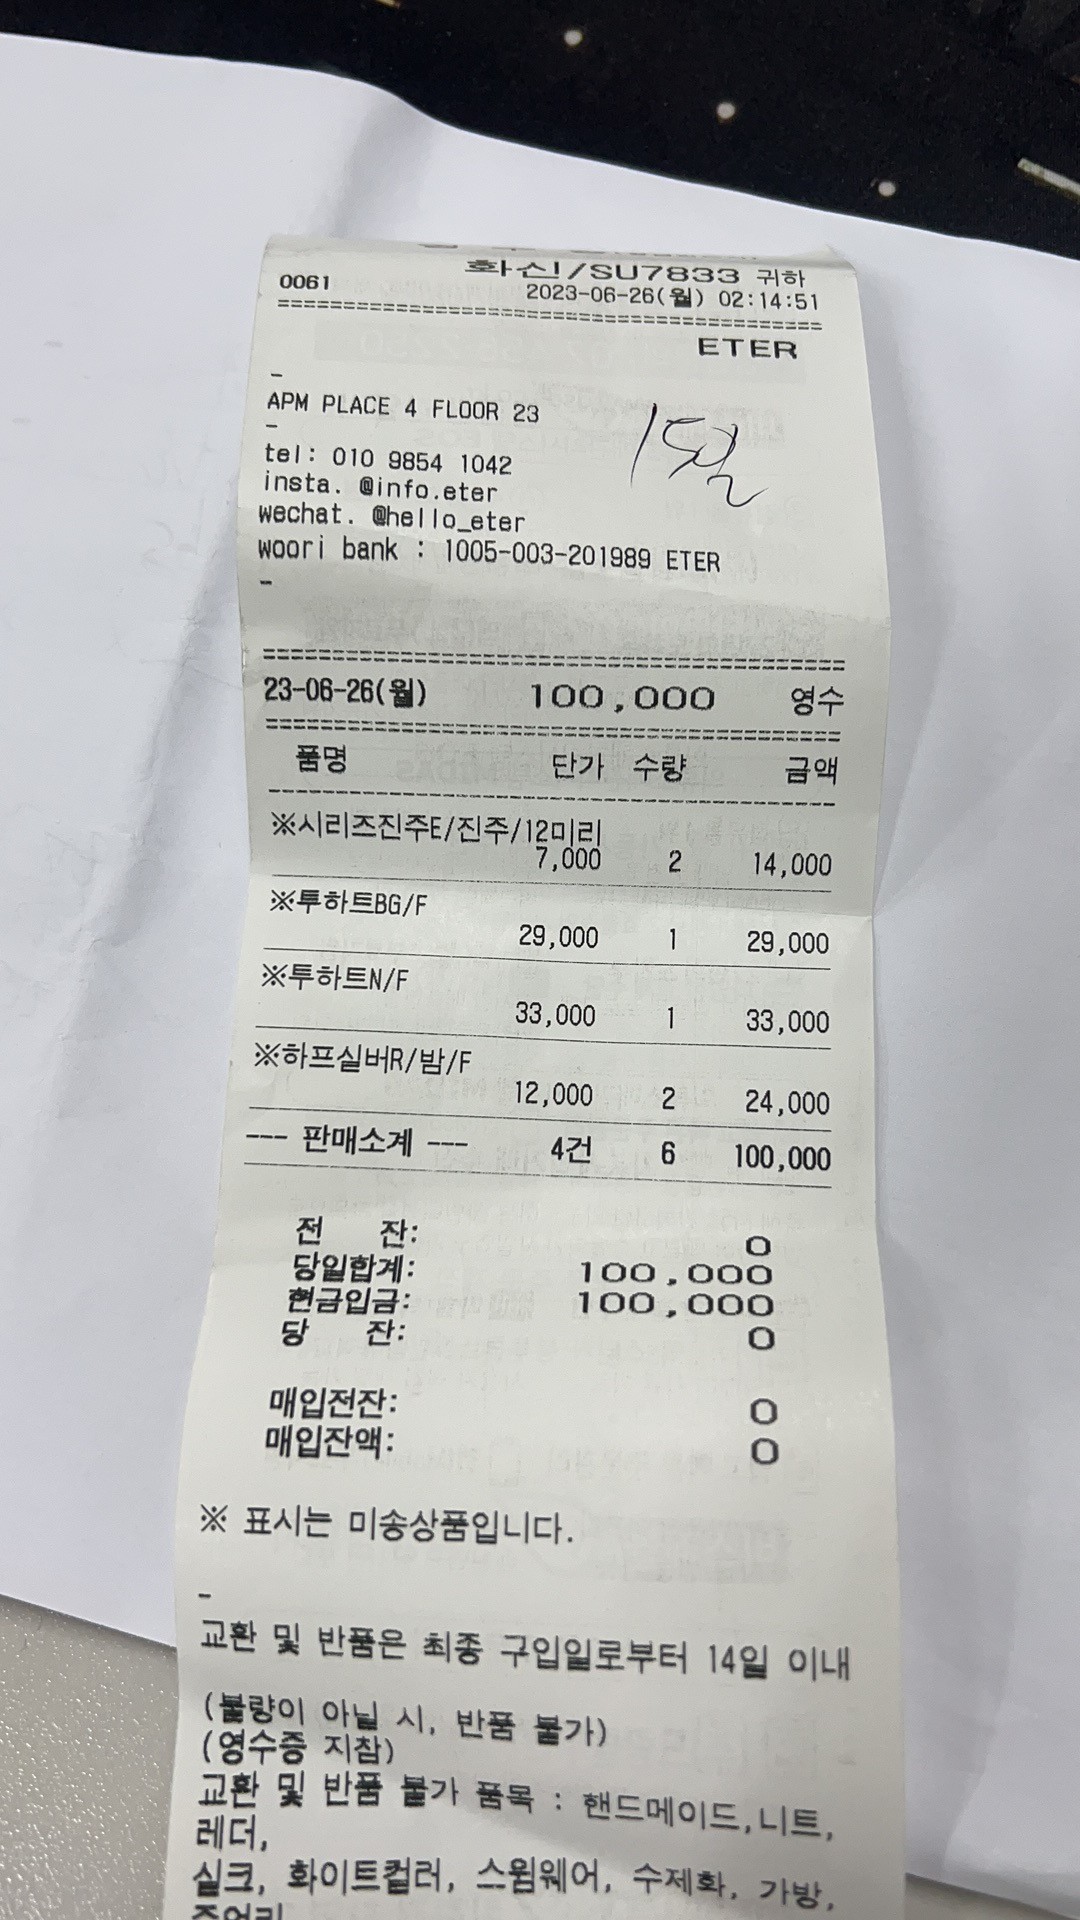 화신/SU7833 귀하
0061 2023-06-26(월) 02:14:51
==========================================
ETER
-
APM PLACE 4 FLOOR 23
-
tel: 010 9854 1042
insta. @info.eter
wechat. @hello_eter
woori bank : 1005-003-201989 ETER
-
==========================================
23-06-26(월) 100,000 영수
==========================================
품명 단가 수량 금액
------------------------------------------
※시리즈진주E/진주/12미리
7,000 2 14,000
※투하트BG/F
29,000 1 29,000
※투하트N/F
33,000 1 33,000
※하프실버R/밤/F
12,000 2 24,000
--- 판매소계 --- 4건 6 100,000
전 잔: 0
당일합계: 100,000
현금입금: 100,000
당 잔: 0
매입전잔: 0
매입잔액: 0
※ 표시는 미송상품입니다.
-
교환 및 반품은 최종 구입일로부터 14일 이내
(불량이 아닐 시, 반품 불가)
(영수증 지참)
교환 및 반품 불가 품목 : 핸드메이드,니트,
레더,
실크, 화이트컬러, 스윔웨어, 수제화, 가방,